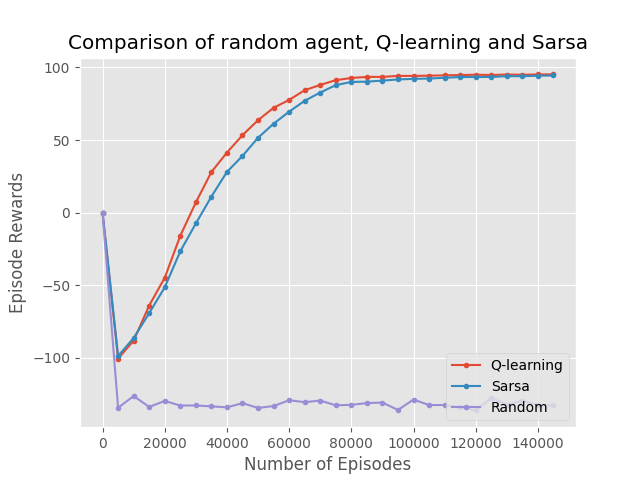 Comparison of random agent, Q-learning and Sarsa
100
50
0
−50
−100
Episode Rewards
0 20000 40000 60000 80000 100000 120000 140000
Number of Episodes
Q-learning
Sarsa
Random